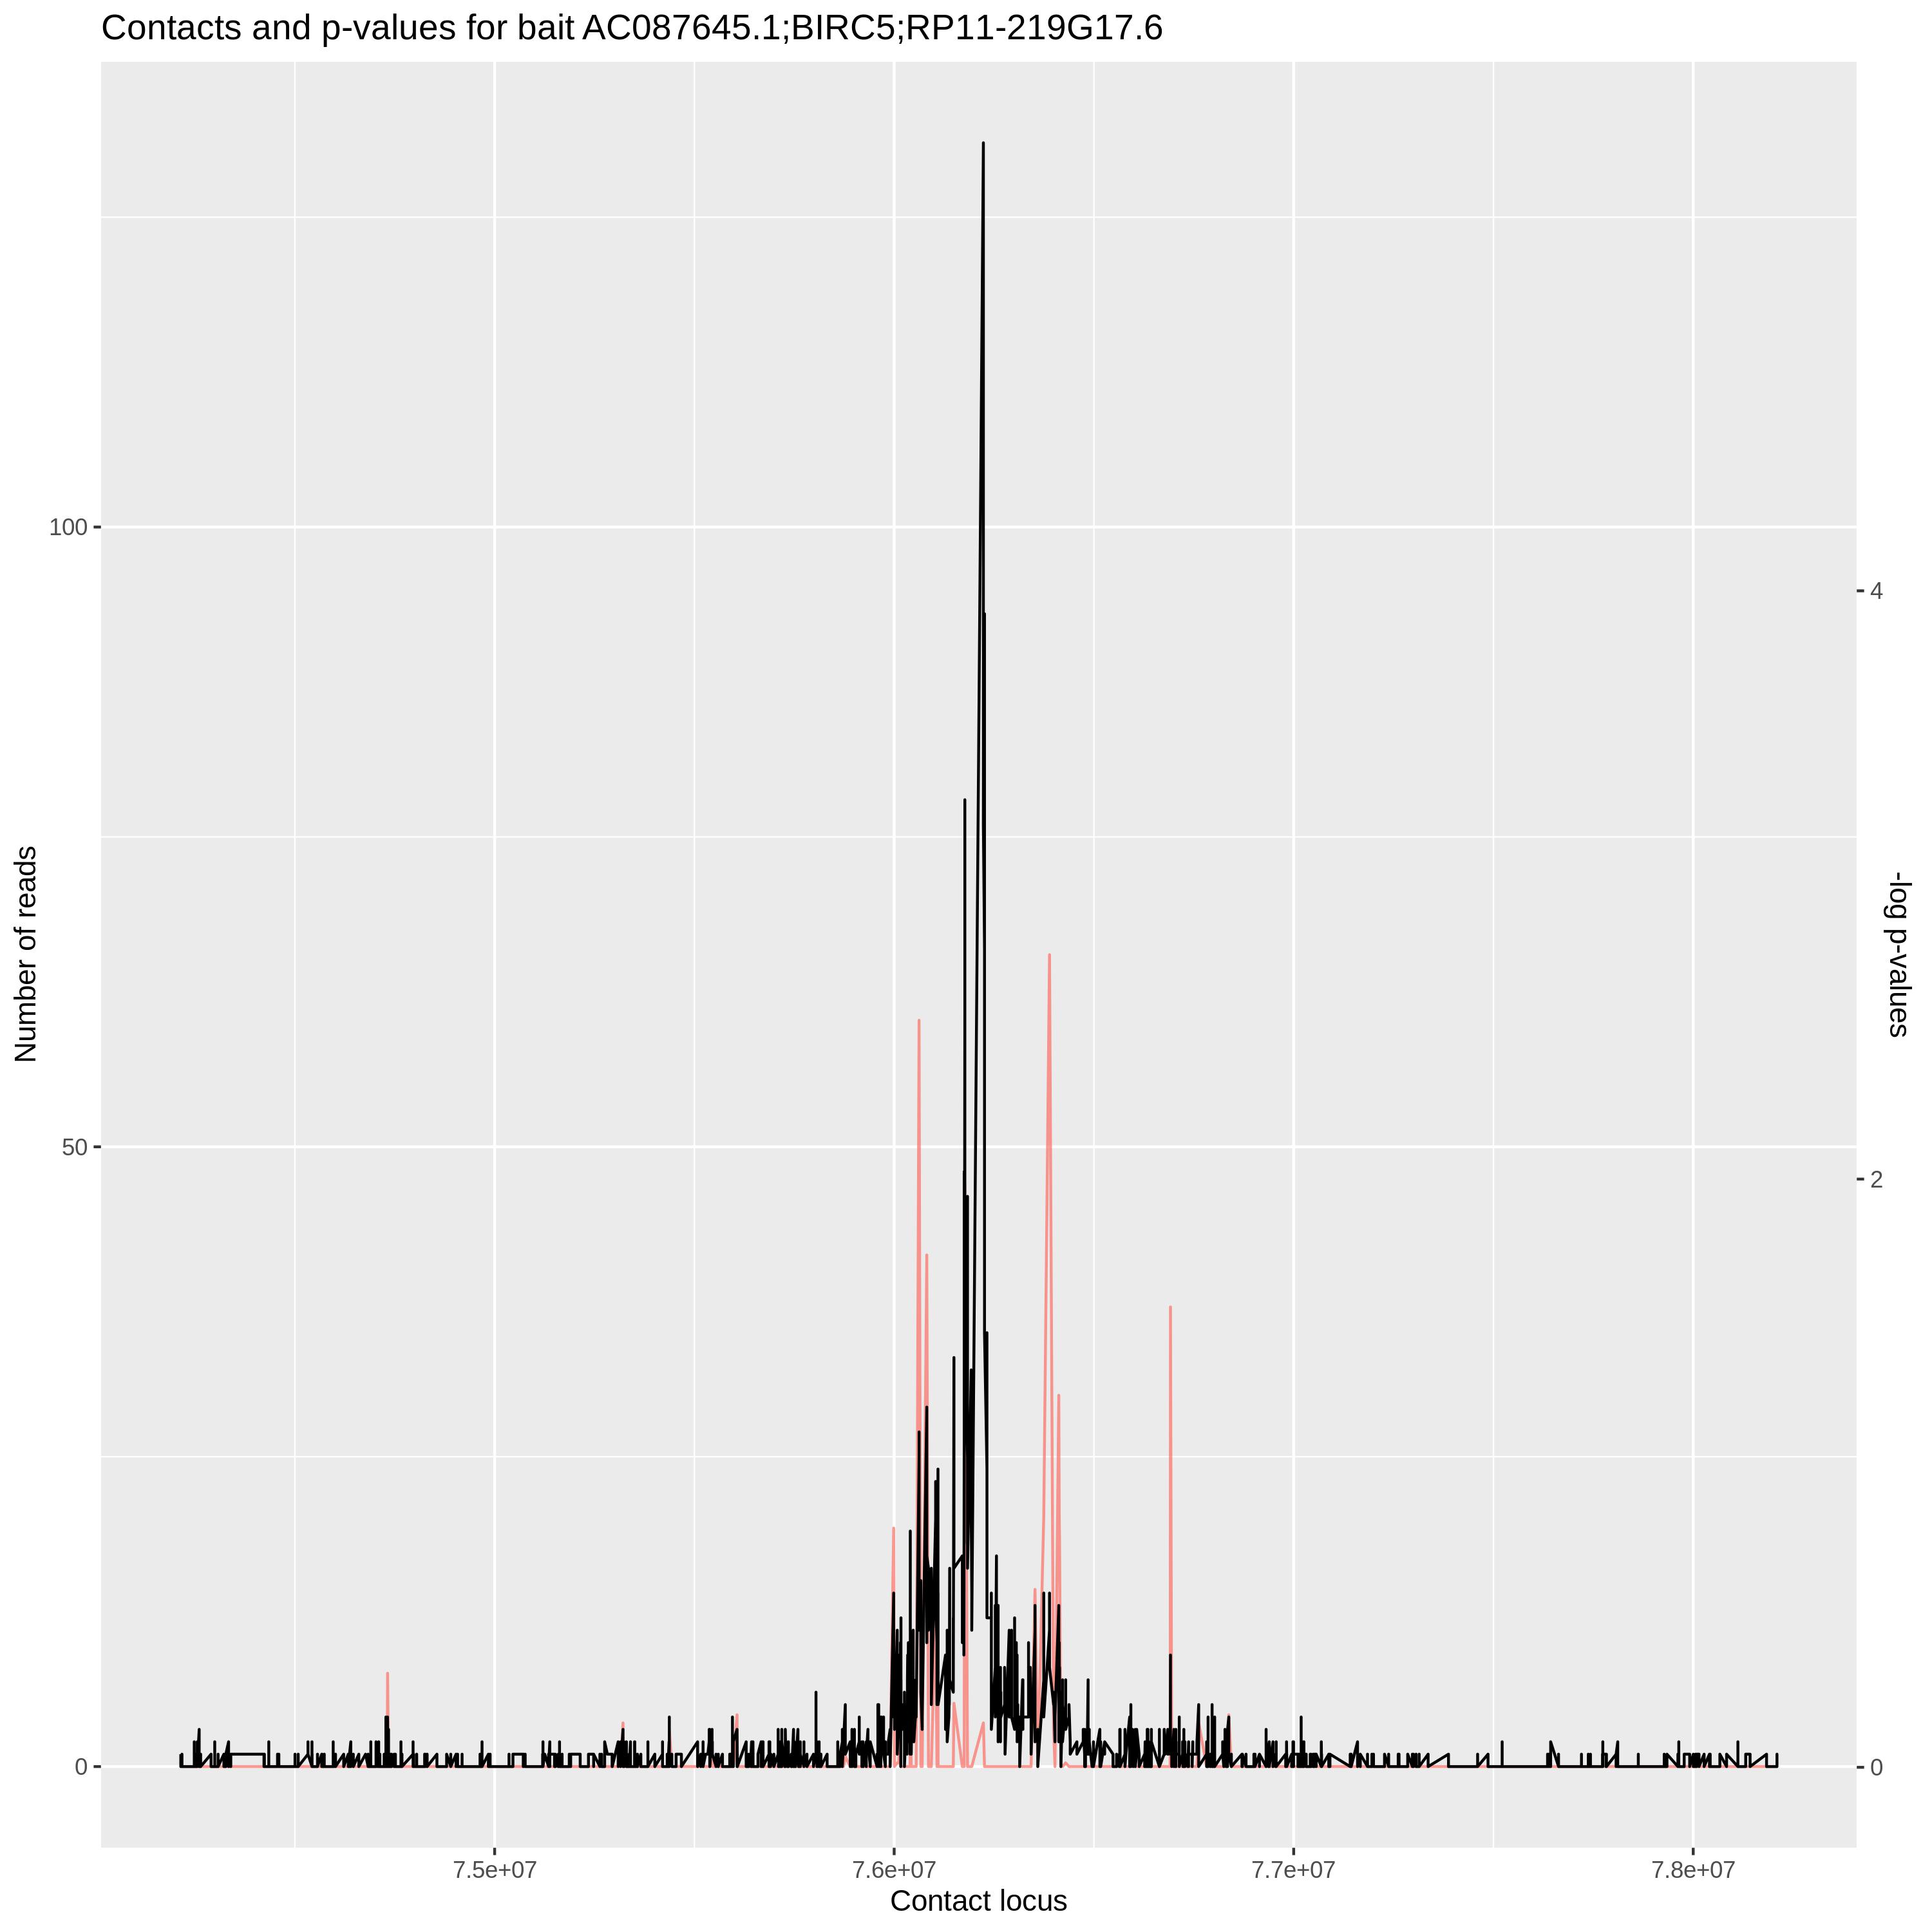 Contacts and p-values for bait AC087645.1;BIRC5;RP11-219G17.6
100
50
0
Number of reads
4
2
0
-log p-values
7.5e+07
7.6e+07
7.7e+07
7.8e+07
Contact locus